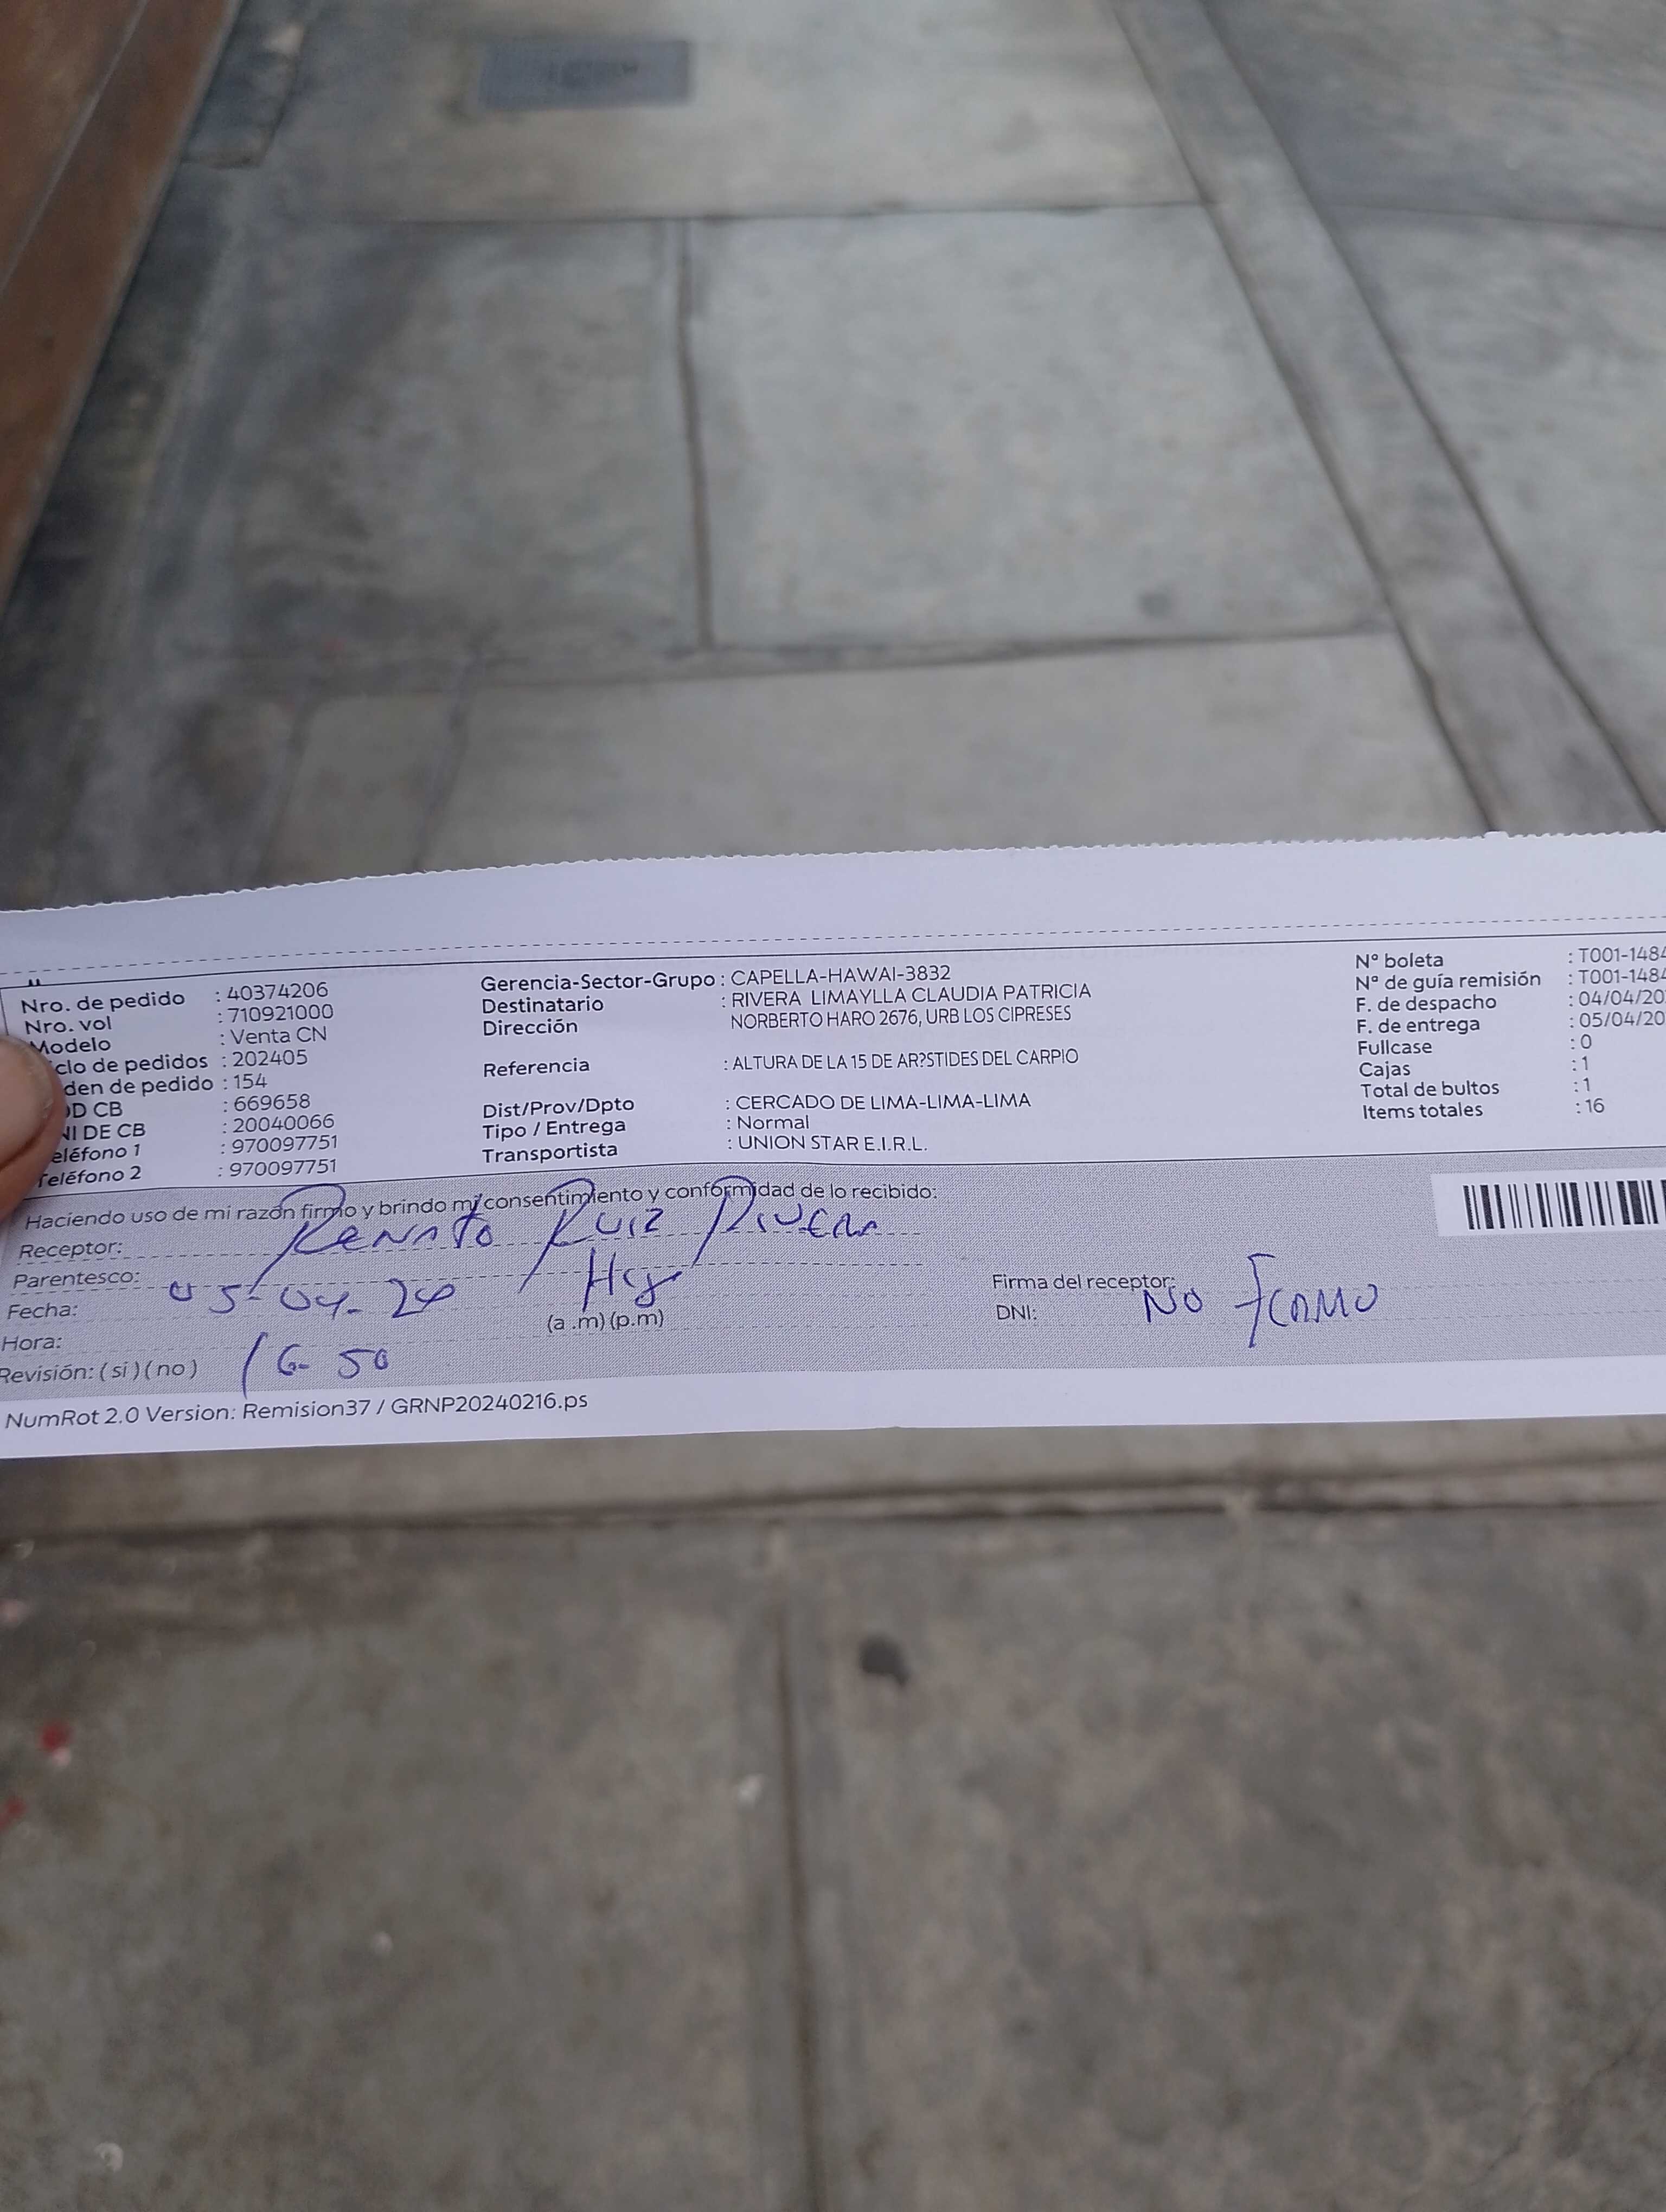 Nro. de pedido : 40374206
Nro. vol : 710921000
Modelo : Venta CN
clo de pedidos : 202405
den de pedido : 154
D CB : 669658
NI DE CB : 20040066
eléfono 1 : 970097751
Teléfono 2 : 970097751
Gerencia-Sector-Grupo : CAPELLA-HAWAI-3832
Destinatario : RIVERA LIMAYLLA CLAUDIA PATRICIA
Dirección NORBERTO HARO 2676, URB LOS CIPRESES
Referencia : ALTURA DE LA 15 DE AR?STIDES DEL CARPIO
Dist/Prov/Dpto : CERCADO DE LIMA-LIMA-LIMA
Tipo / Entrega : Normal
Transportista : UNION STAR E.I.R.L.
N° boleta : T001-1484
N° de guía remisión : T001-1484
F. de despacho : 04/04/20
F. de entrega : 05/04/20
Fullcase : 0
Cajas : 1
Total de bultos : 1
Items totales : 16
Haciendo uso de mi razón firmo y brindo mi consentimiento y conformidad de lo recibido:
Receptor: Renato Ruiz Rivera
Parentesco:
Fecha: 05-04-24
Hora: (a .m) (p.m)
Revisión: ( si ) ( no ) 16-50
Firma del receptor:
DNI: NO
NumRot 2.0 Version: Remision37 / GRNP20240216.ps